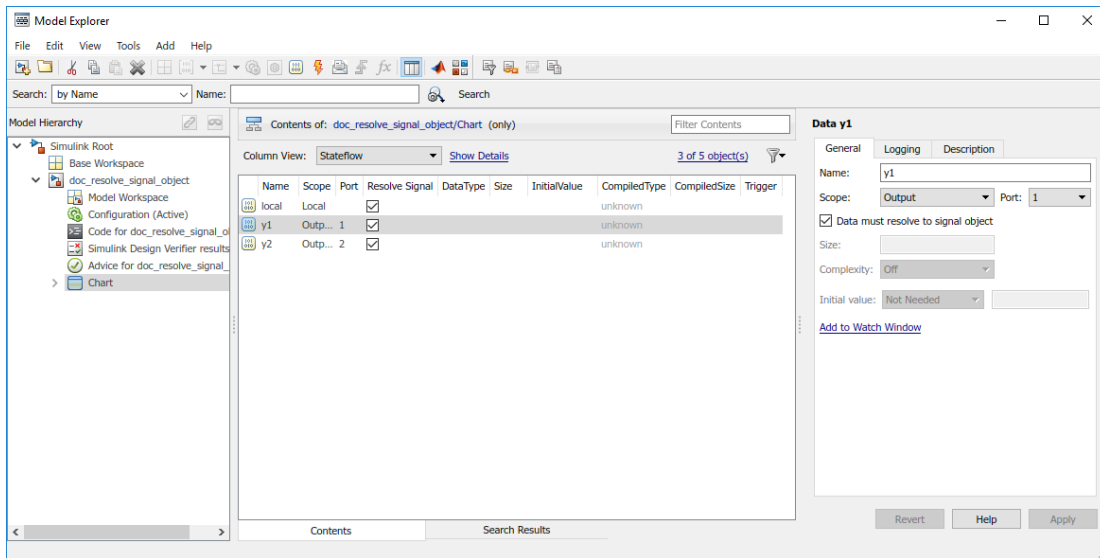 Model Explorer
File Edit View Tools Add Help
Search: by Name Name: Search
Model Hierarchy
Simulink Root
Base Workspace
doc_resolve_signal_object
Model Workspace
Configuration (Active)
Code for doc_resolve_signal_o
Simulink Design Verifier results
Advice for doc_resolve_signal_
Chart
Contents of: doc_resolve_signal_object/Chart (only) Filter Contents
Column View: Stateflow Show Details 3 of 5 object(s)
Name Scope Port Resolve Signal DataType Size InitialValue CompiledType CompiledSize Trigger
local Local unknown
y1 Outp... 1 unknown
y2 Outp... 2 unknown
Contents Search Results
Data y1
General Logging Description
Name: y1
Scope: Output Port: 1
Data must resolve to signal object
Size:
Complexity: Off
Initial value: Not Needed
Add to Watch Window
Revert Help Apply